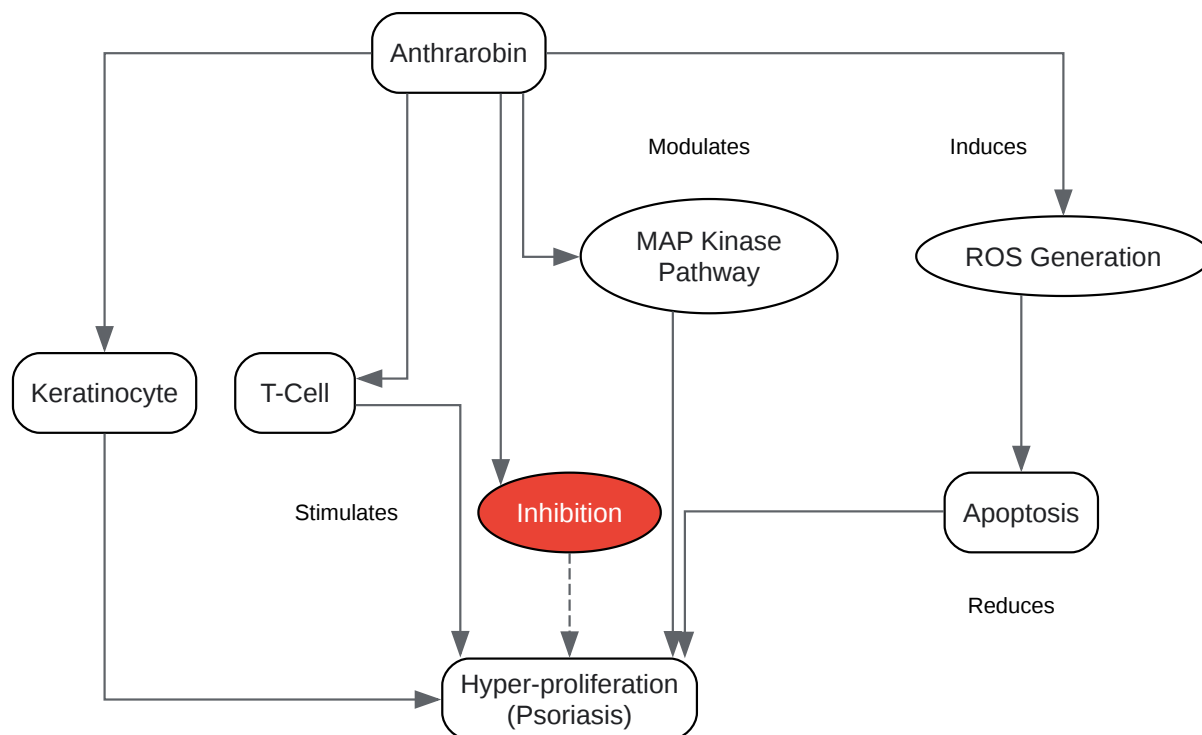 Anthrarobin
Modulates
Induces
MAP Kinase
Pathway
ROS Generation
Keratinocyte
T-Cell
Stimulates
Inhibition
Apoptosis
Reduces
Hyper-proliferation
(Psoriasis)